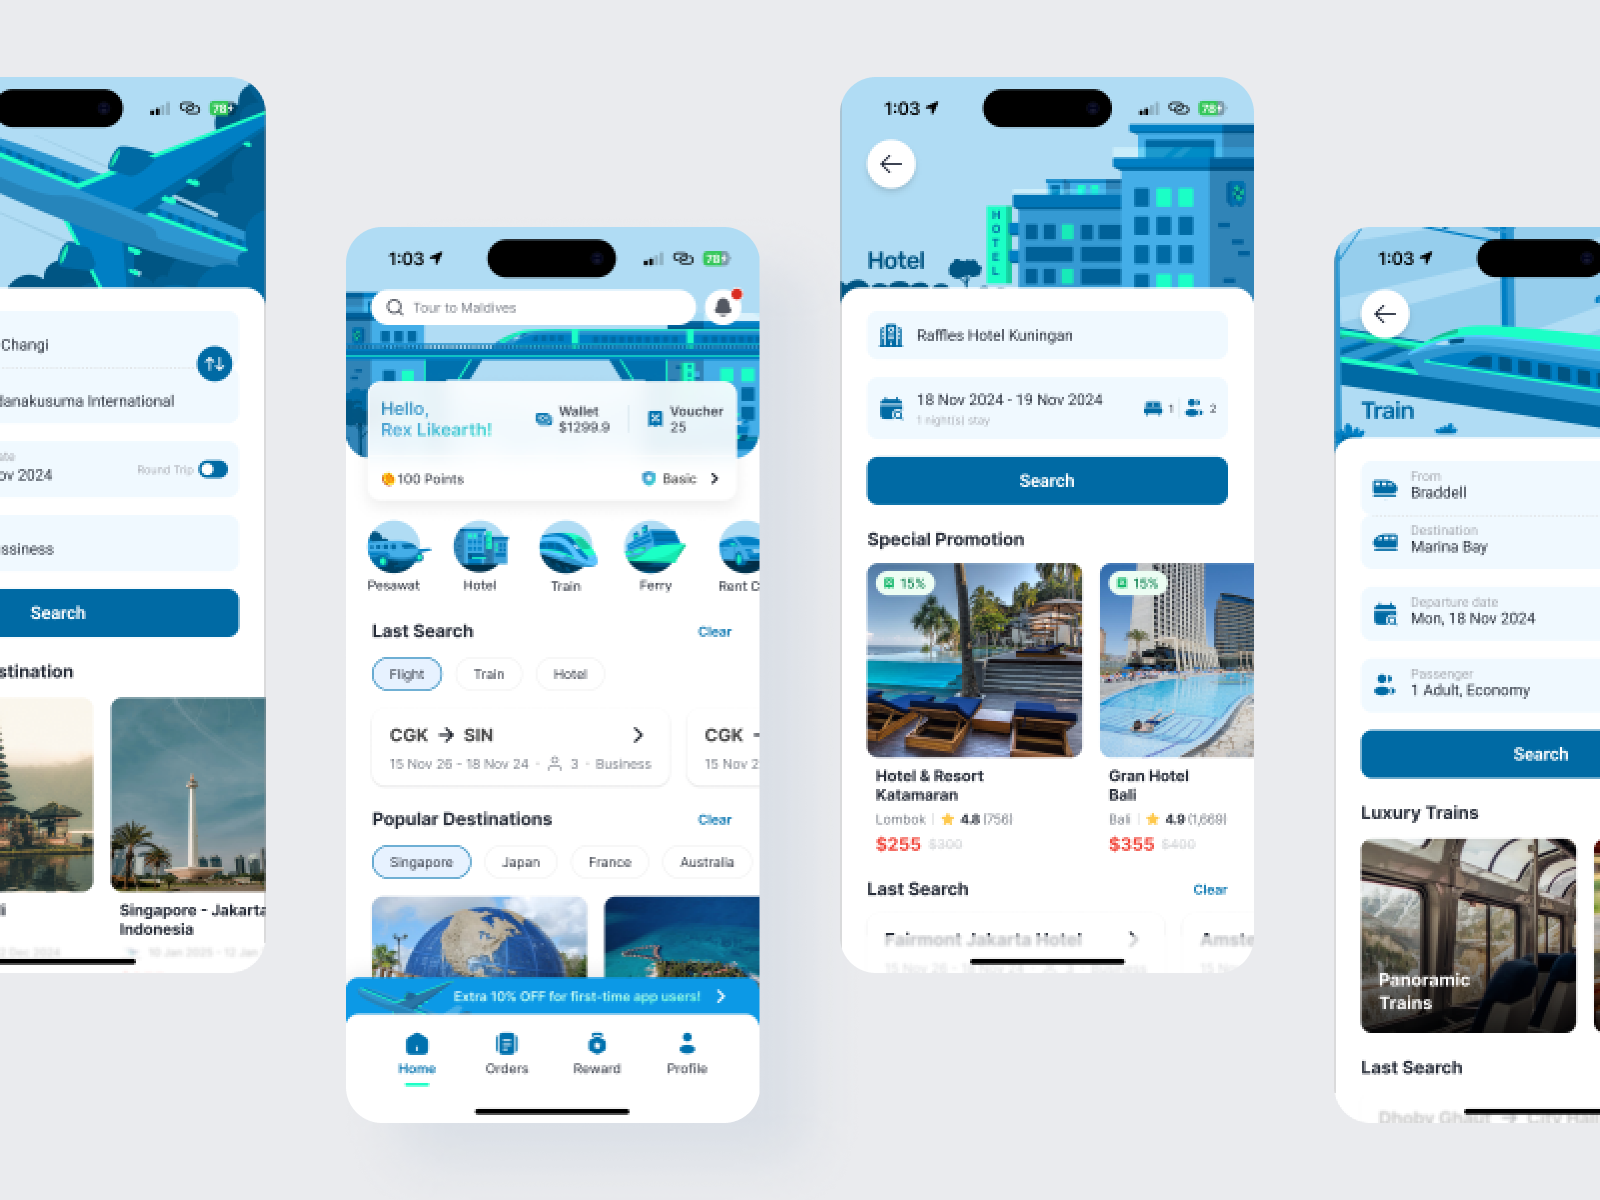 78
Changi
danakusuma International
ov 2024
Round Trip
ssiness
Search
stination
Singapore - Jakarta
Indonesia
10 Jan 2025 - 12 Jan
1:03
78
Tour to Maldives
Hello,
Rex Likearth!
Wallet
$1299.9
Voucher
25
100 Points
Basic
Pesawat
Hotel
Train
Ferry
Rent C
Last Search
Clear
Flight
Train
Hotel
CGK → SIN
15 Nov 26 - 18 Nov 24 · 3 · Business
CGK
15 Nov 2
Popular Destinations
Clear
Singapore
Japan
France
Australia
Extra 10% OFF for first-time app users!
Home
Orders
Reward
Profile
1:03
78
HOTEL
Hotel
Raffles Hotel Kuningan
18 Nov 2024 - 19 Nov 2024
1 night(s) stay
1
2
Search
Special Promotion
15%
15%
Hotel & Resort
Katamaran
Lombok
4.8 (756)
$255 $300
Gran Hotel
Bali
Bali
4.9 (1,669)
$355 $400
Last Search
Clear
Fairmont Jakarta Hotel
Amste
1:03
Train
From
Braddell
Destination
Marina Bay
Departure date
Mon, 18 Nov 2024
Passenger
1 Adult, Economy
Search
Luxury Trains
Panoramic
Trains
Last Search
Dhoby Ghaut → City Hall